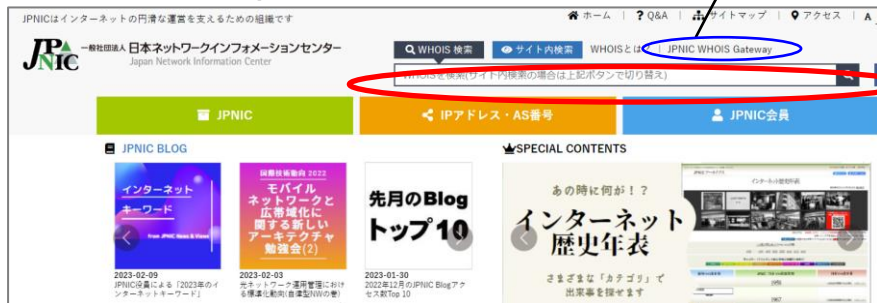 JPNICはインターネットの円滑な運営を支えるための組織です
ホーム | ? Q&A | サイトマップ | アクセス | A
JPNIC
一般社団法人 日本ネットワークインフォメーションセンター
Japan Network Information Center
WHOIS 検索 サイト内検索 WHOISとは? | JPNIC WHOIS Gateway
WHOISを検索(サイト内検索の場合は上記ボタンで切り替え)
JPNIC
IPアドレス・AS番号
JPNIC会員
JPNIC BLOG
インターネット
キーワード
from JPNIC News & Views
2023-02-09
JPNIC役員による「2023年のイ
ンターネットキーワード」
国際技術動向 2022
モバイル
ネットワークと
広帯域化に
関する新しい
アーキテクチャ
勉強会(2)
2023-02-03
光ネットワーク運用管理におけ
る標準化動向(自律型NWの巻)
先月のBlog
トップ10
2023-01-30
2022年12月のJPNIC Blogアク
セス数Top 10
SPECIAL CONTENTS
あの時に何が!?
インターネット
歴史年表
さまざまな「カテゴリ」で
出来事を探せます
インターネット歴史年表